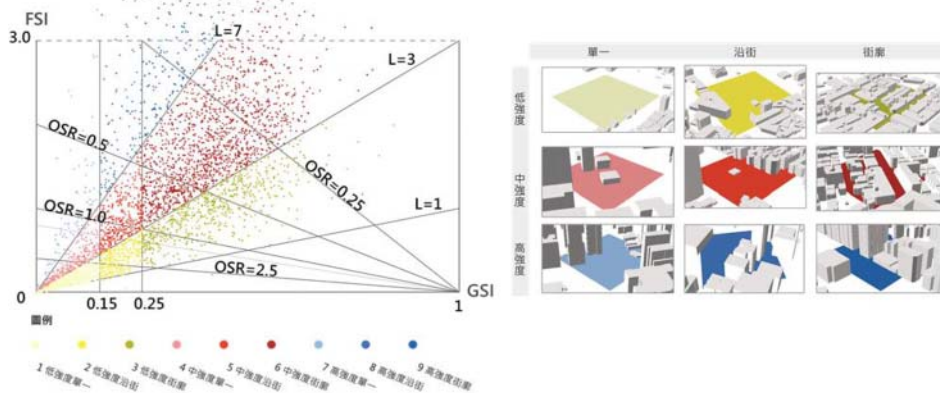 FSI
3.0
L=7
L=3
OSR=0.5
OSR=0.25
OSR=1.0
L=1
OSR=2.5
0
0.15
0.25
1
GSI
圖例
1 低強度單一
2 低強度沿街
3 低強度街廓
4 中強度單一
5 中強度沿街
6 中強度街廓
7 高強度單一
8 高強度沿街
9 高強度街廓
單一
沿街
街廓
低強度
中強度
高強度